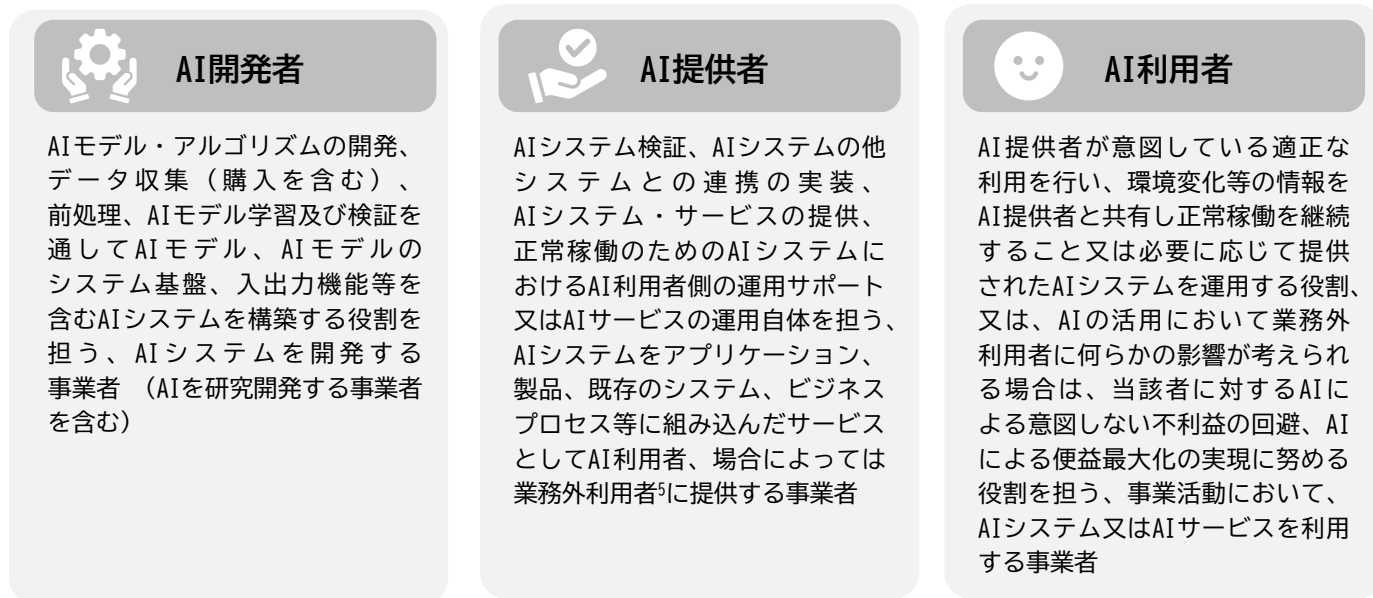 AI開発者
AIモデル・アルゴリズムの開発、
データ収集（購入を含む）、
前処理、AIモデル学習及び検証を
通してAIモデル、AIモデルの
システム基盤、入出力機能等を
含むAIシステムを構築する役割を
担う、AIシステムを開発する
事業者　（AIを研究開発する事業者
を含む）
AI提供者
AIシステム検証、AIシステムの他
システムとの連携の実装、
AIシステム・サービスの提供、
正常稼働のためのAIシステムに
おけるAI利用者側の運用サポート
又はAIサービスの運用自体を担う、
AIシステムをアプリケーション、
製品、既存のシステム、ビジネス
プロセス等に組み込んだサービス
としてAI利用者、場合によっては
業務外利用者5に提供する事業者
AI利用者
AI提供者が意図している適正な
利用を行い、環境変化等の情報を
AI提供者と共有し正常稼働を継続
すること又は必要に応じて提供
されたAIシステムを運用する役割、
又は、AIの活用において業務外
利用者に何らかの影響が考えられ
る場合は、当該者に対するAIに
よる意図しない不利益の回避、AI
による便益最大化の実現に努める
役割を担う、事業活動において、
AIシステム又はAIサービスを利用
する事業者